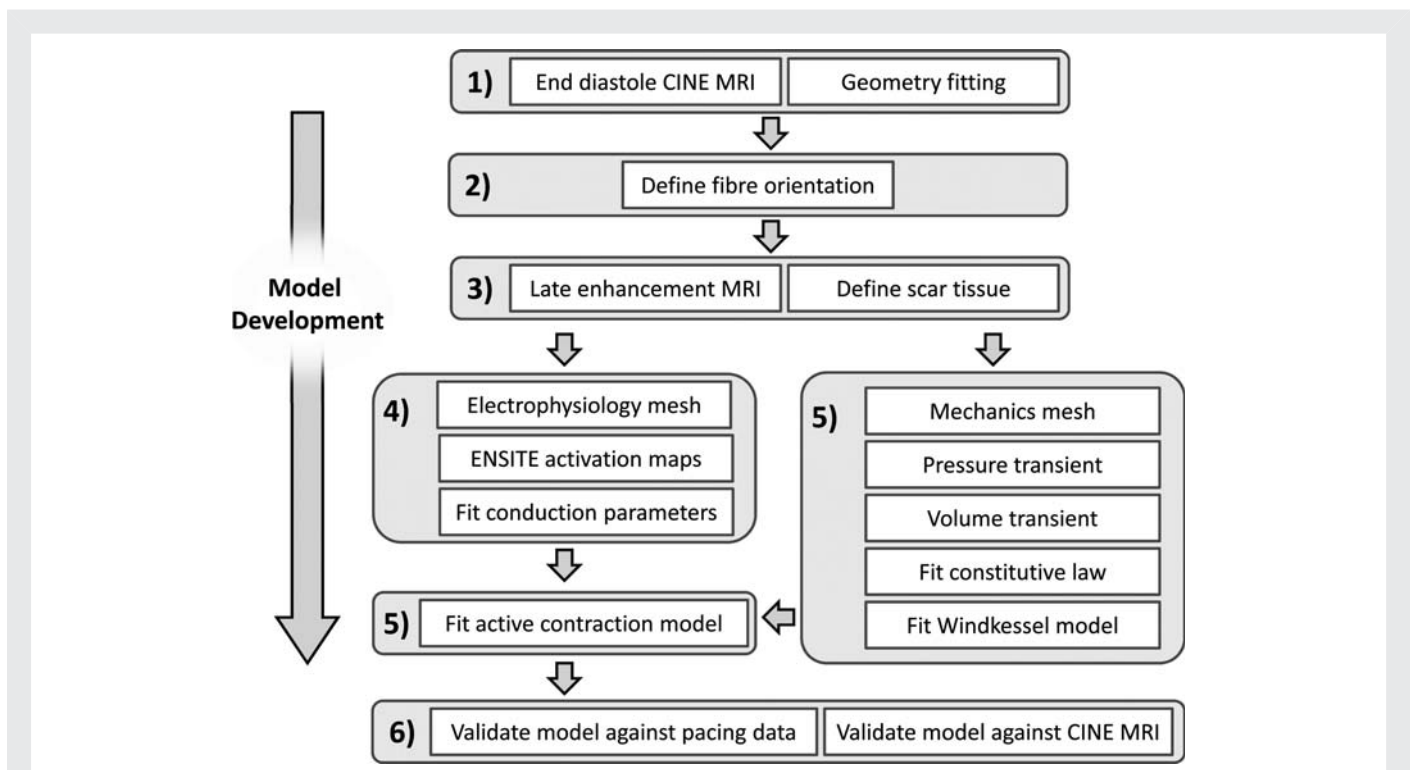 1)
End diastole CINE MRI
Geometry fitting
2)
Define fibre orientation
3)
Late enhancement MRI
Define scar tissue
Model
Development
4)
Electrophysiology mesh
ENSITE activation maps
Fit conduction parameters
5)
Mechanics mesh
Pressure transient
Volume transient
Fit constitutive law
Fit Windkessel model
5)
Fit active contraction model
6)
Validate model against pacing data
Validate model against CINE MRI